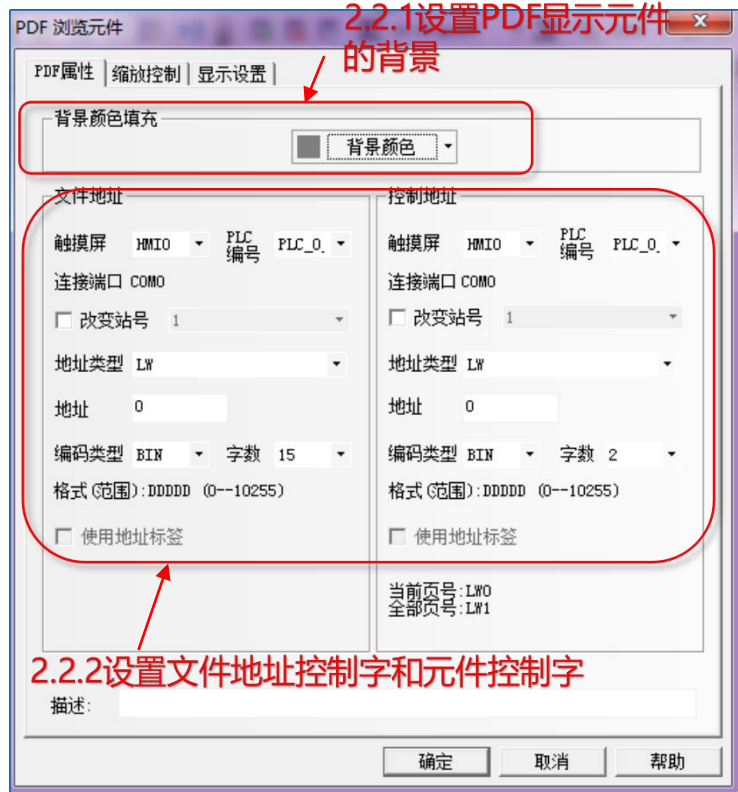 2.2.1设置PDF显示元件
的背景
PDF 浏览元件
PDF属性 缩放控制 显示设置
背景颜色填充
背景颜色
文件地址
触摸屏 HMI0 PLC 编号 PLC_0.
连接端口 COM0
改变站号 1
地址类型 LW
地址 0
编码类型 BIN 字数 15
格式(范围):DDDDD (0--10255)
使用地址标签
控制地址
触摸屏 HMI0 PLC 编号 PLC_0.
连接端口 COM0
改变站号 1
地址类型 LW
地址 0
编码类型 BIN 字数 2
格式(范围):DDDDD (0--10255)
使用地址标签
当前页号:LW0
全部页号:LW1
2.2.2设置文件地址控制字和元件控制字
描述:
确定 取消 帮助